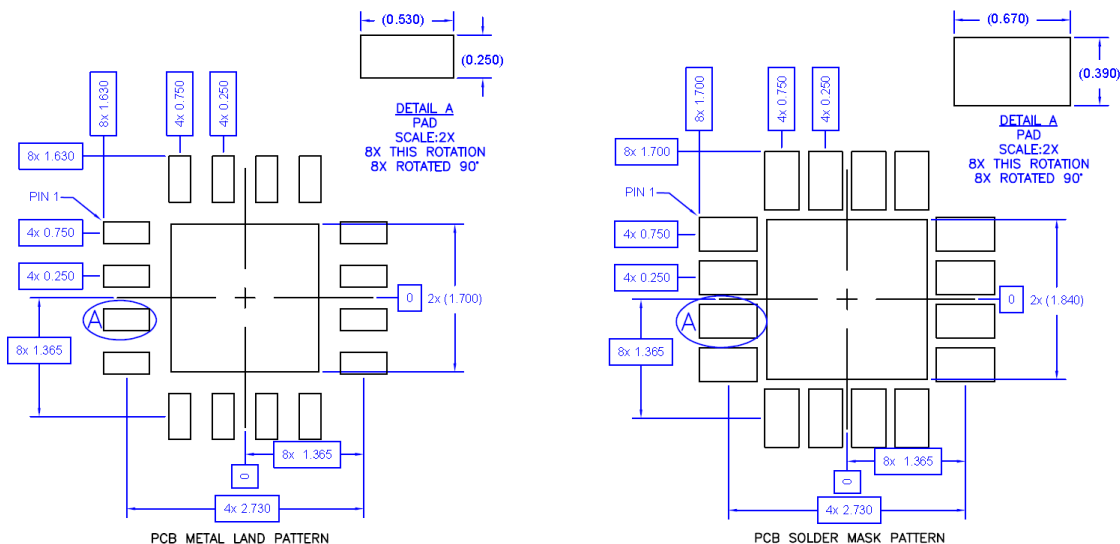 (0.530)
(0.250)
DETAIL A
PAD
SCALE:2X
8X THIS ROTATION
8X ROTATED 90°
8x 1.630
4x 0.750
4x 0.250
8x 1.630
PIN 1
4x 0.750
4x 0.250
A
0
2x (1.700)
8x 1.365
8x 1.365
0
4x 2.730
PCB METAL LAND PATTERN
(0.670)
(0.390)
DETAIL A
PAD
SCALE:2X
8X THIS ROTATION
8X ROTATED 90°
8x 1.700
4x 0.750
4x 0.250
8x 1.700
PIN 1
4x 0.750
4x 0.250
A
0
2x (1.840)
8x 1.365
8x 1.365
0
4x 2.730
PCB SOLDER MASK PATTERN